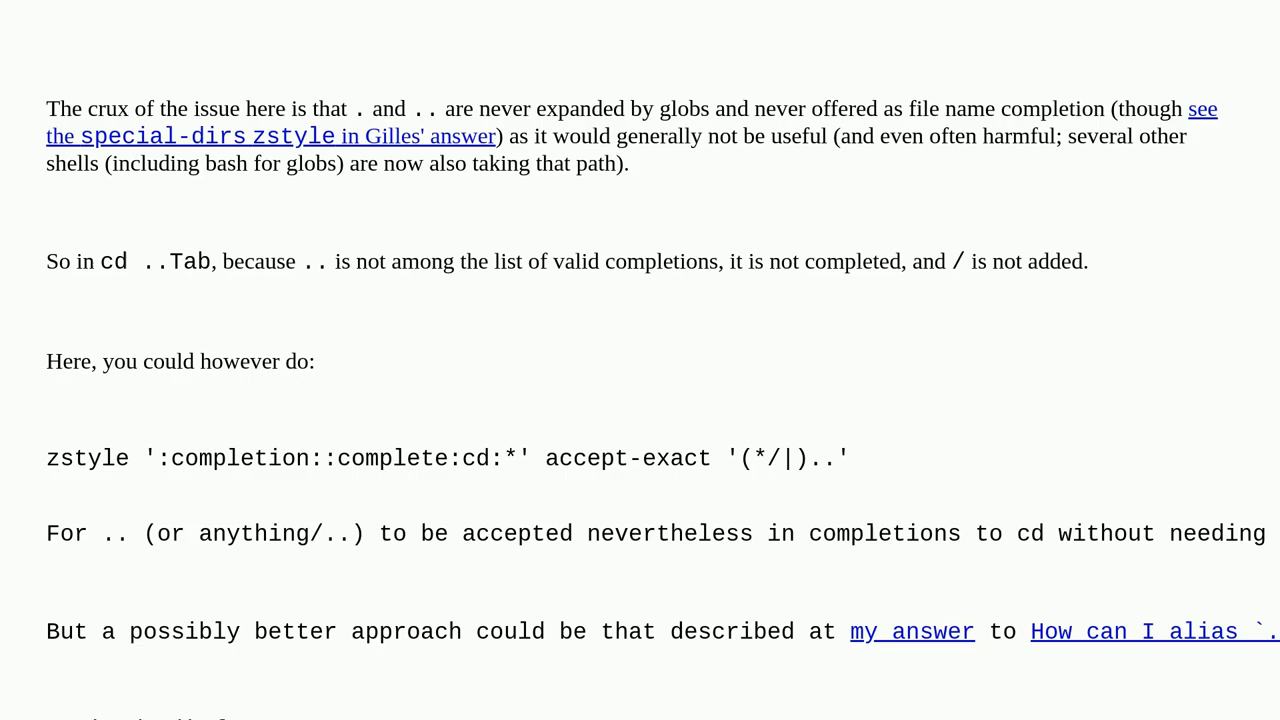 The crux of the issue here is that . and .. are never expanded by globs and never offered as file name completion (though see
the special-dirs zstyle in Gilles' answer) as it would generally not be useful (and even often harmful; several other
shells (including bash for globs) are now also taking that path).
So in cd ..Tab, because .. is not among the list of valid completions, it is not completed, and / is not added.
Here, you could however do:
zstyle ':completion::complete:cd:*' accept-exact '(*/|)..'
For .. (or anything/..) to be accepted nevertheless in completions to cd without needing
But a possibly better approach could be that described at my answer to How can I alias `.